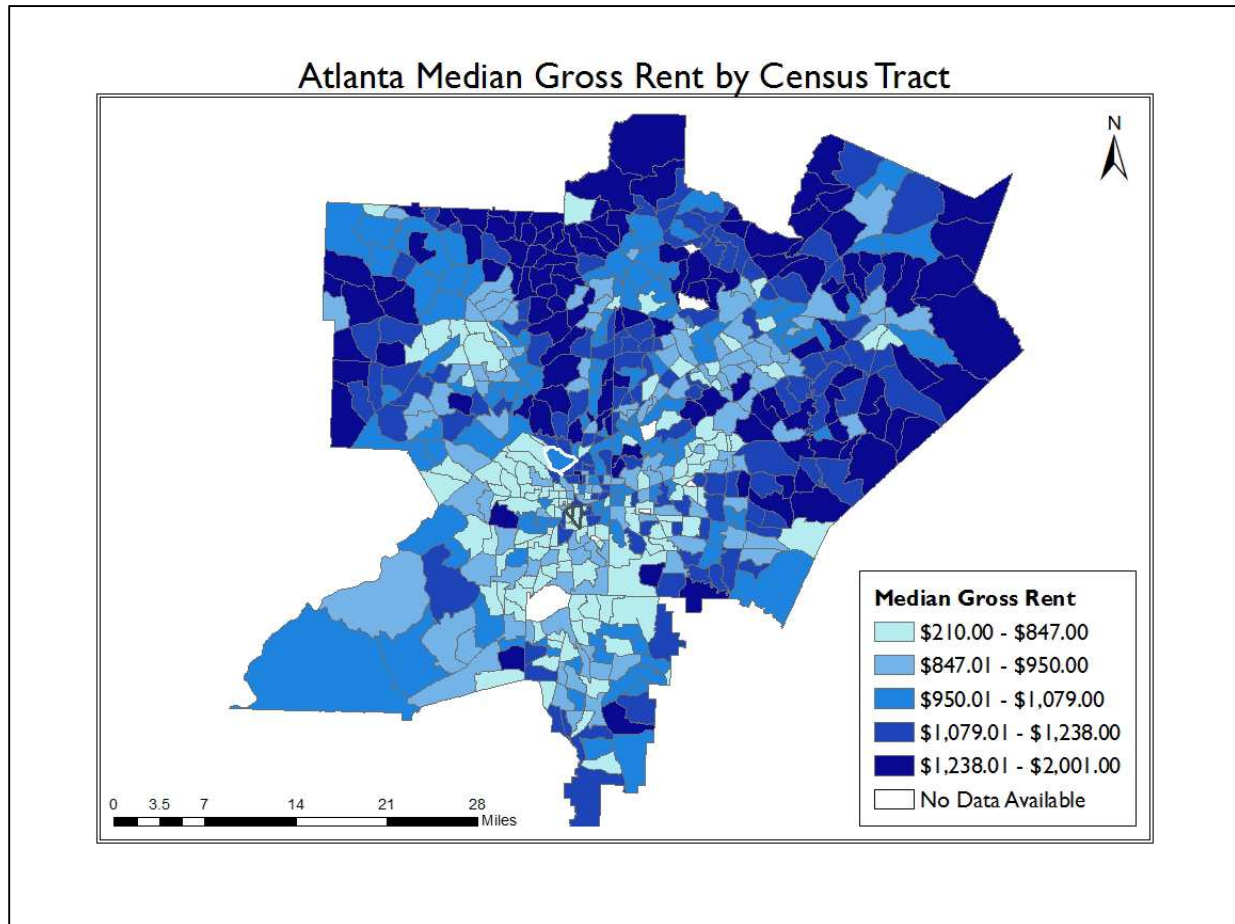 Atlanta Median Gross Rent by Census Tract
N
Median Gross Rent
$210.00 - $847.00
$847.01 - $950.00
$950.01 - $1,079.00
$1,079.01 - $1,238.00
$1,238.01 - $2,001.00
No Data Available
0 3.5 7 14 21 28
Miles